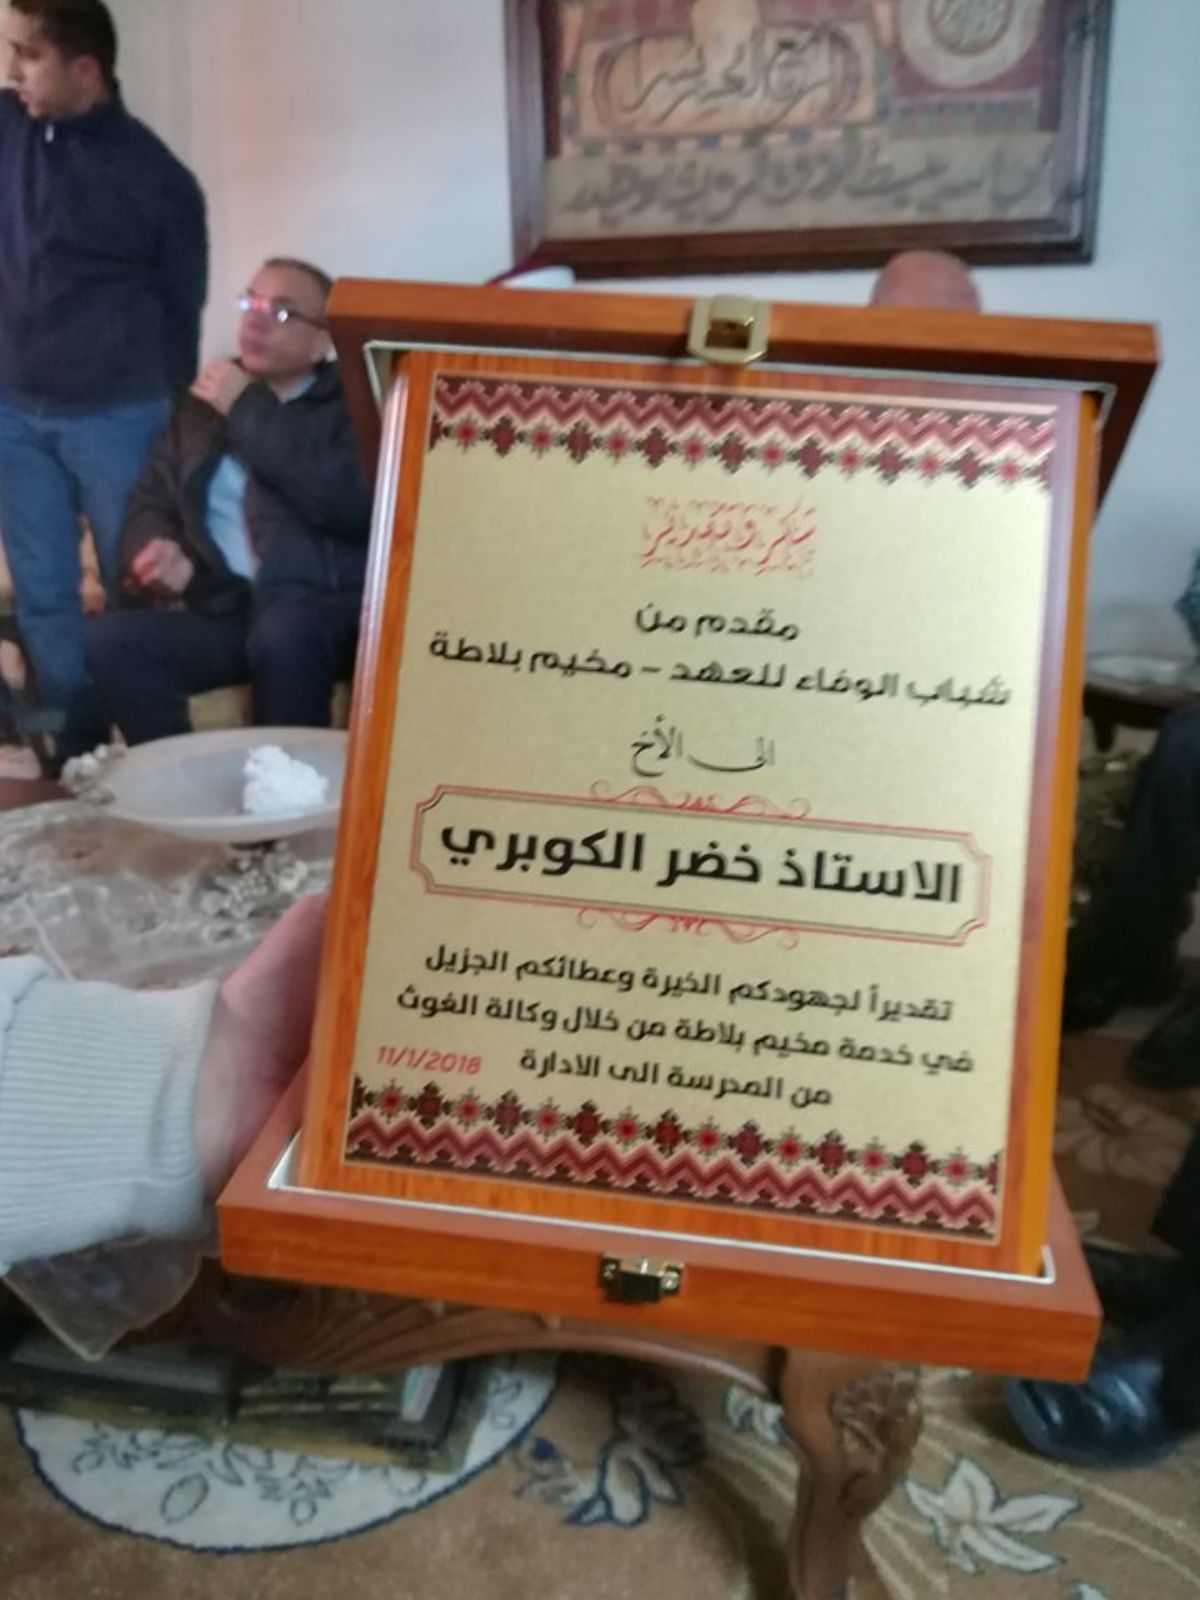 شكر وتقدير
مقدم من
شباب الوفاء للعهد - مخيم بلاطة
الى الأخ
الاستاذ خضر الكوبري
تقديراً لجهودكم الخيرة وعطائكم الجزيل
في خدمة مخيم بلاطة من خلال وكالة الغوث
من المدرسة الى الادارة 11/1/2018